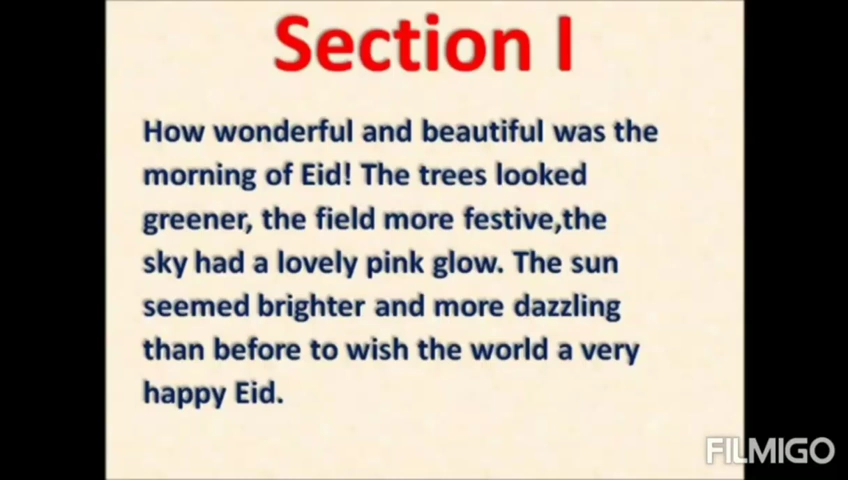 Section I
How wonderful and beautiful was the
morning of Eid! The trees looked
greener, the field more festive,the
sky had a lovely pink glow. The sun
seemed brighter and more dazzling
than before to wish the world a very
happy Eid.
FILMIGO